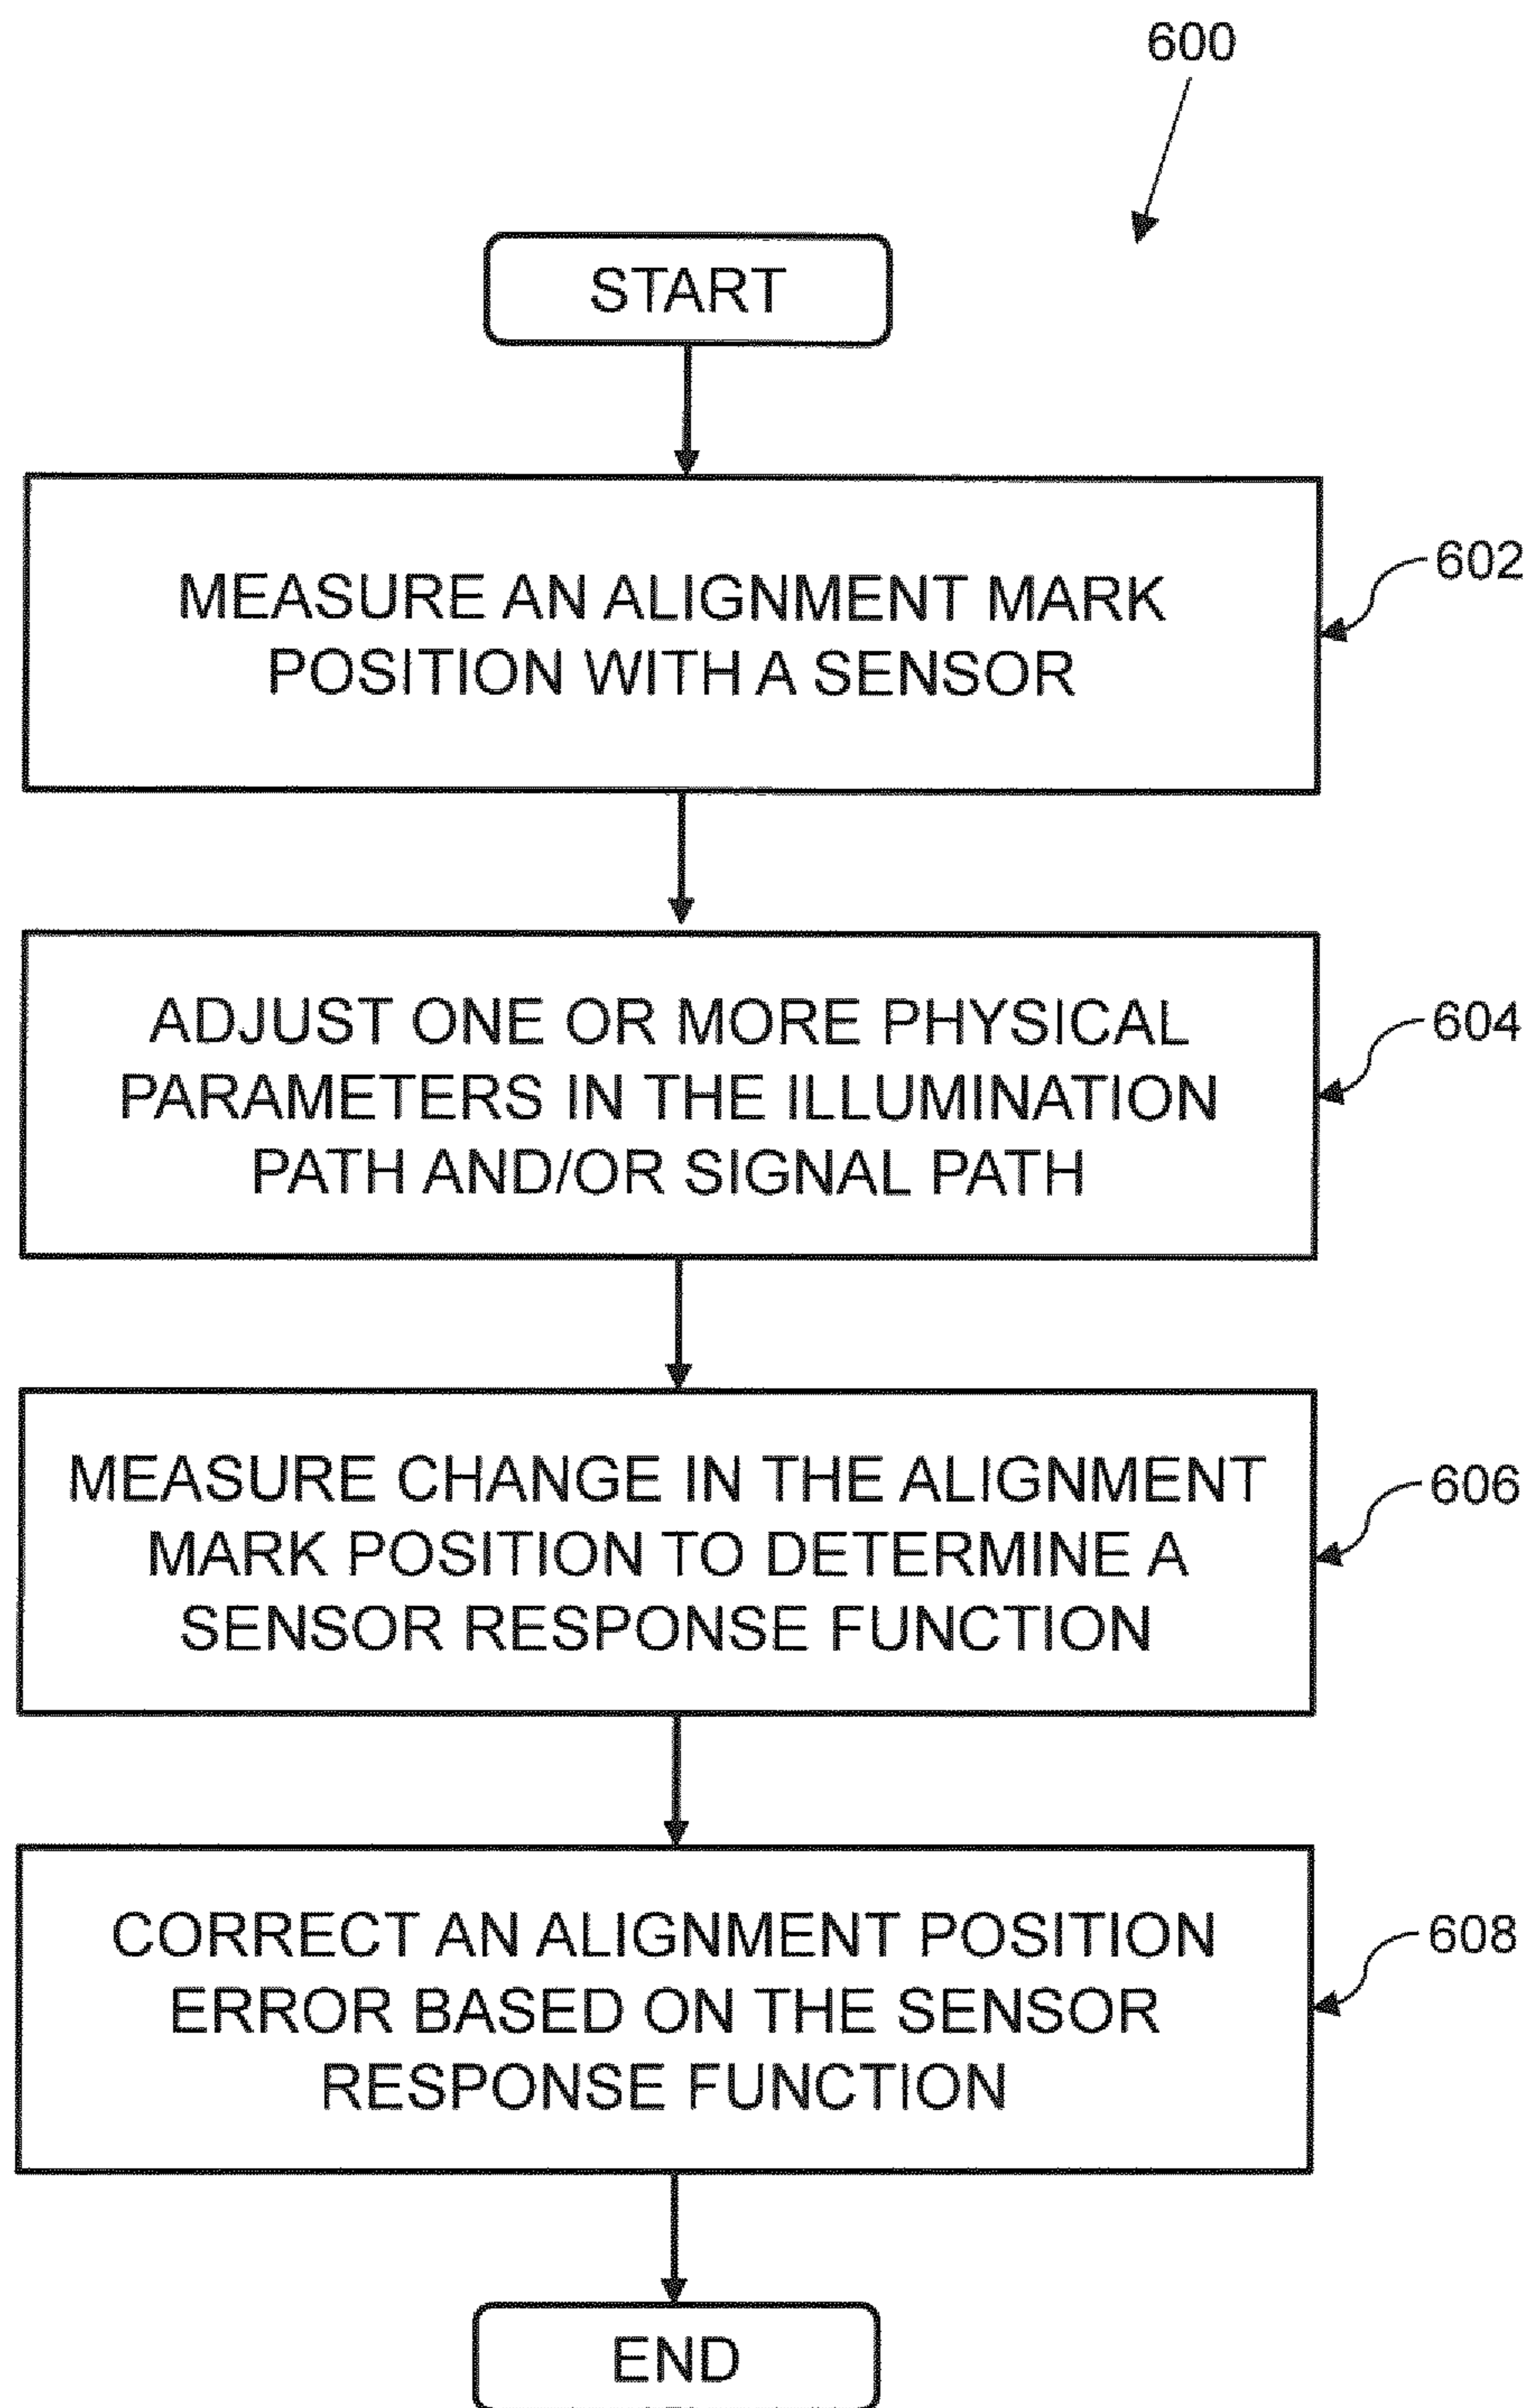 600
START
MEASURE AN ALIGNMENT MARK
POSITION WITH A SENSOR
602
ADJUST ONE OR MORE PHYSICAL
PARAMETERS IN THE ILLUMINATION
PATH AND/OR SIGNAL PATH
604
MEASURE CHANGE IN THE ALIGNMENT
MARK POSITION TO DETERMINE A
SENSOR RESPONSE FUNCTION
606
CORRECT AN ALIGNMENT POSITION
ERROR BASED ON THE SENSOR
RESPONSE FUNCTION
608
END